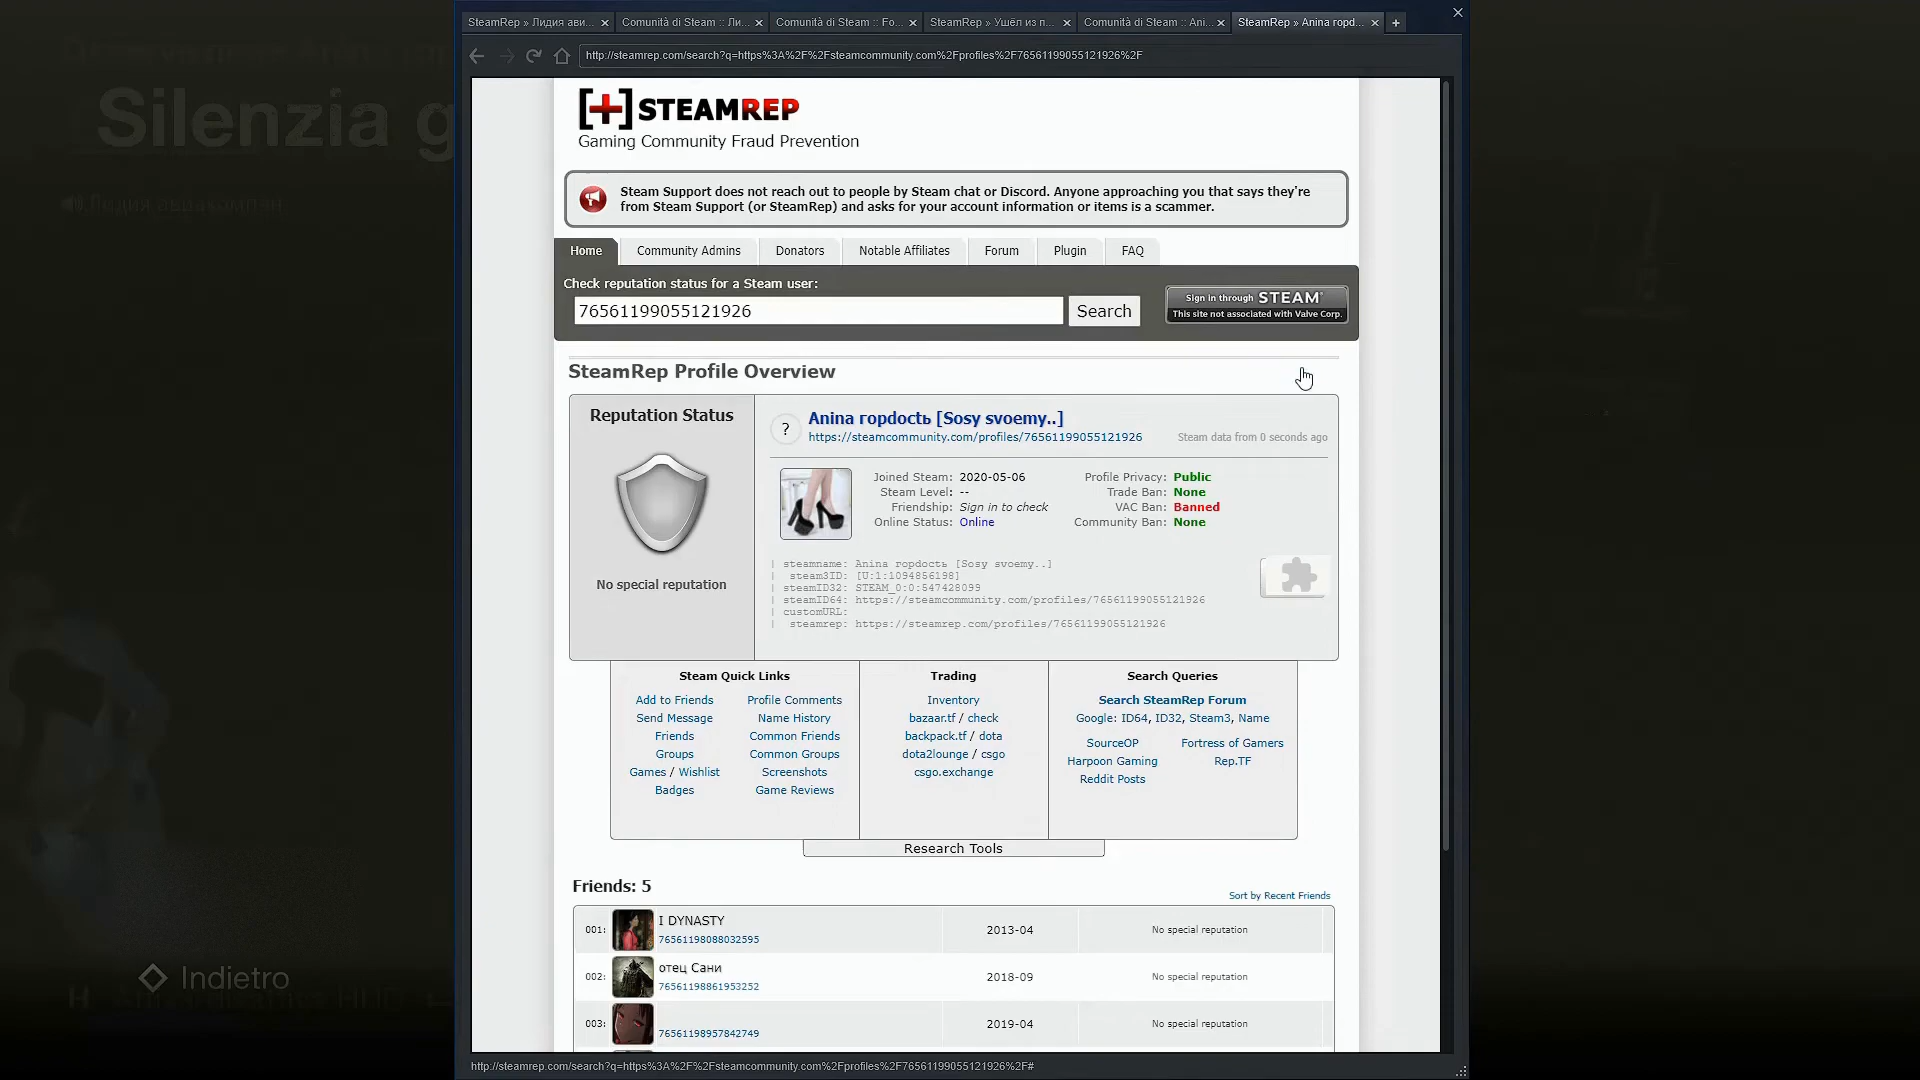 SteamRep » Лидия ави...
Comunità di Steam :: Ли...
Comunità di Steam :: Fo...
SteamRep » Ушёл из п...
Comunità di Steam :: Ani...
SteamRep » Anina гopд...
http://steamrep.com/search?q=https%3A%2F%2Fsteamcommunity.com%2Fprofiles%2F76561199055121926%2F
Silenzia g
Indietro
[+] STEAMREP
Gaming Community Fraud Prevention
Steam Support does not reach out to people by Steam chat or Discord. Anyone approaching you that says they're
from Steam Support (or SteamRep) and asks for your account information or items is a scammer.
Home Community Admins Donators Notable Affiliates Forum Plugin FAQ
Check reputation status for a Steam user:
76561199055121926 Search
Sign in through STEAM®
This site not associated with Valve Corp.
SteamRep Profile Overview
Reputation Status
No special reputation
?
Anina гopдocть [Sosy svoemy..]
https://steamcommunity.com/profiles/76561199055121926
Steam data from 0 seconds ago
Joined Steam: 2020-05-06
Steam Level: --
Friendship: Sign in to check
Online Status: Online
Profile Privacy: Public
Trade Ban: None
VAC Ban: Banned
Community Ban: None
| steamname: Anina гopдocть [Sosy svoemy..]
| steam3ID: [U:1:1094856198]
| steamID32: STEAM_0:0:547428099
| steamID64: https://steamcommunity.com/profiles/76561199055121926
| customURL:
| steamrep: https://steamrep.com/profiles/76561199055121926
Steam Quick Links
Add to Friends Profile Comments
Send Message Name History
Friends Common Friends
Groups Common Groups
Games / Wishlist Screenshots
Badges Game Reviews
Trading
Inventory
bazaar.tf / check
backpack.tf / dota
dota2lounge / csgo
csgo.exchange
Search Queries
Search SteamRep Forum
Google: ID64, ID32, Steam3, Name
SourceOP Fortress of Gamers
Harpoon Gaming Rep.TF
Reddit Posts
Research Tools
Friends: 5
Sort by Recent Friends
001: I DYNASTY
76561198088032595
2013-04
No special reputation
002: отец Сани
76561198861953252
2018-09
No special reputation
003:
76561198957842749
2019-04
No special reputation
http://steamrep.com/search?q=https%3A%2F%2Fsteamcommunity.com%2Fprofiles%2F76561199055121926%2F#